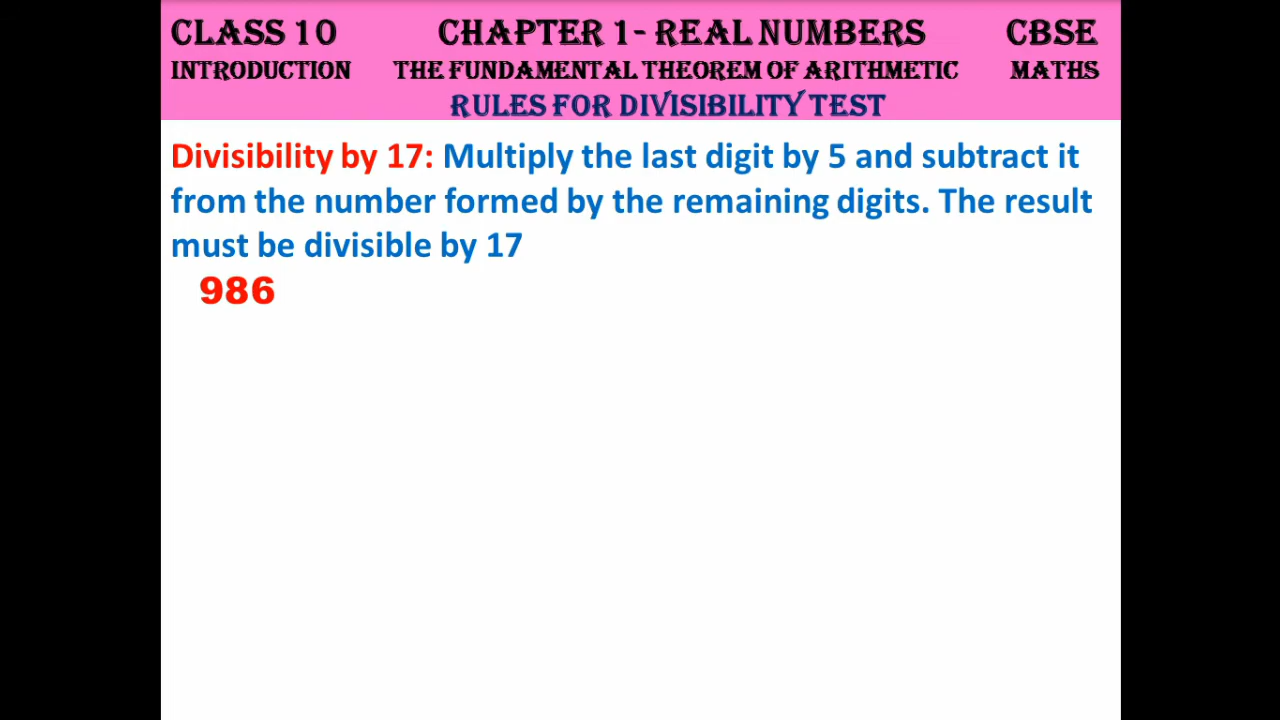 CLASS 10 CHAPTER 1- REAL NUMBERS CBSE
INTRODUCTION THE FUNDAMENTAL THEOREM OF ARITHMETIC MATHS
RULES FOR DIVISIBILITY TEST
Divisibility by 17: Multiply the last digit by 5 and subtract it
from the number formed by the remaining digits. The result
must be divisible by 17
986